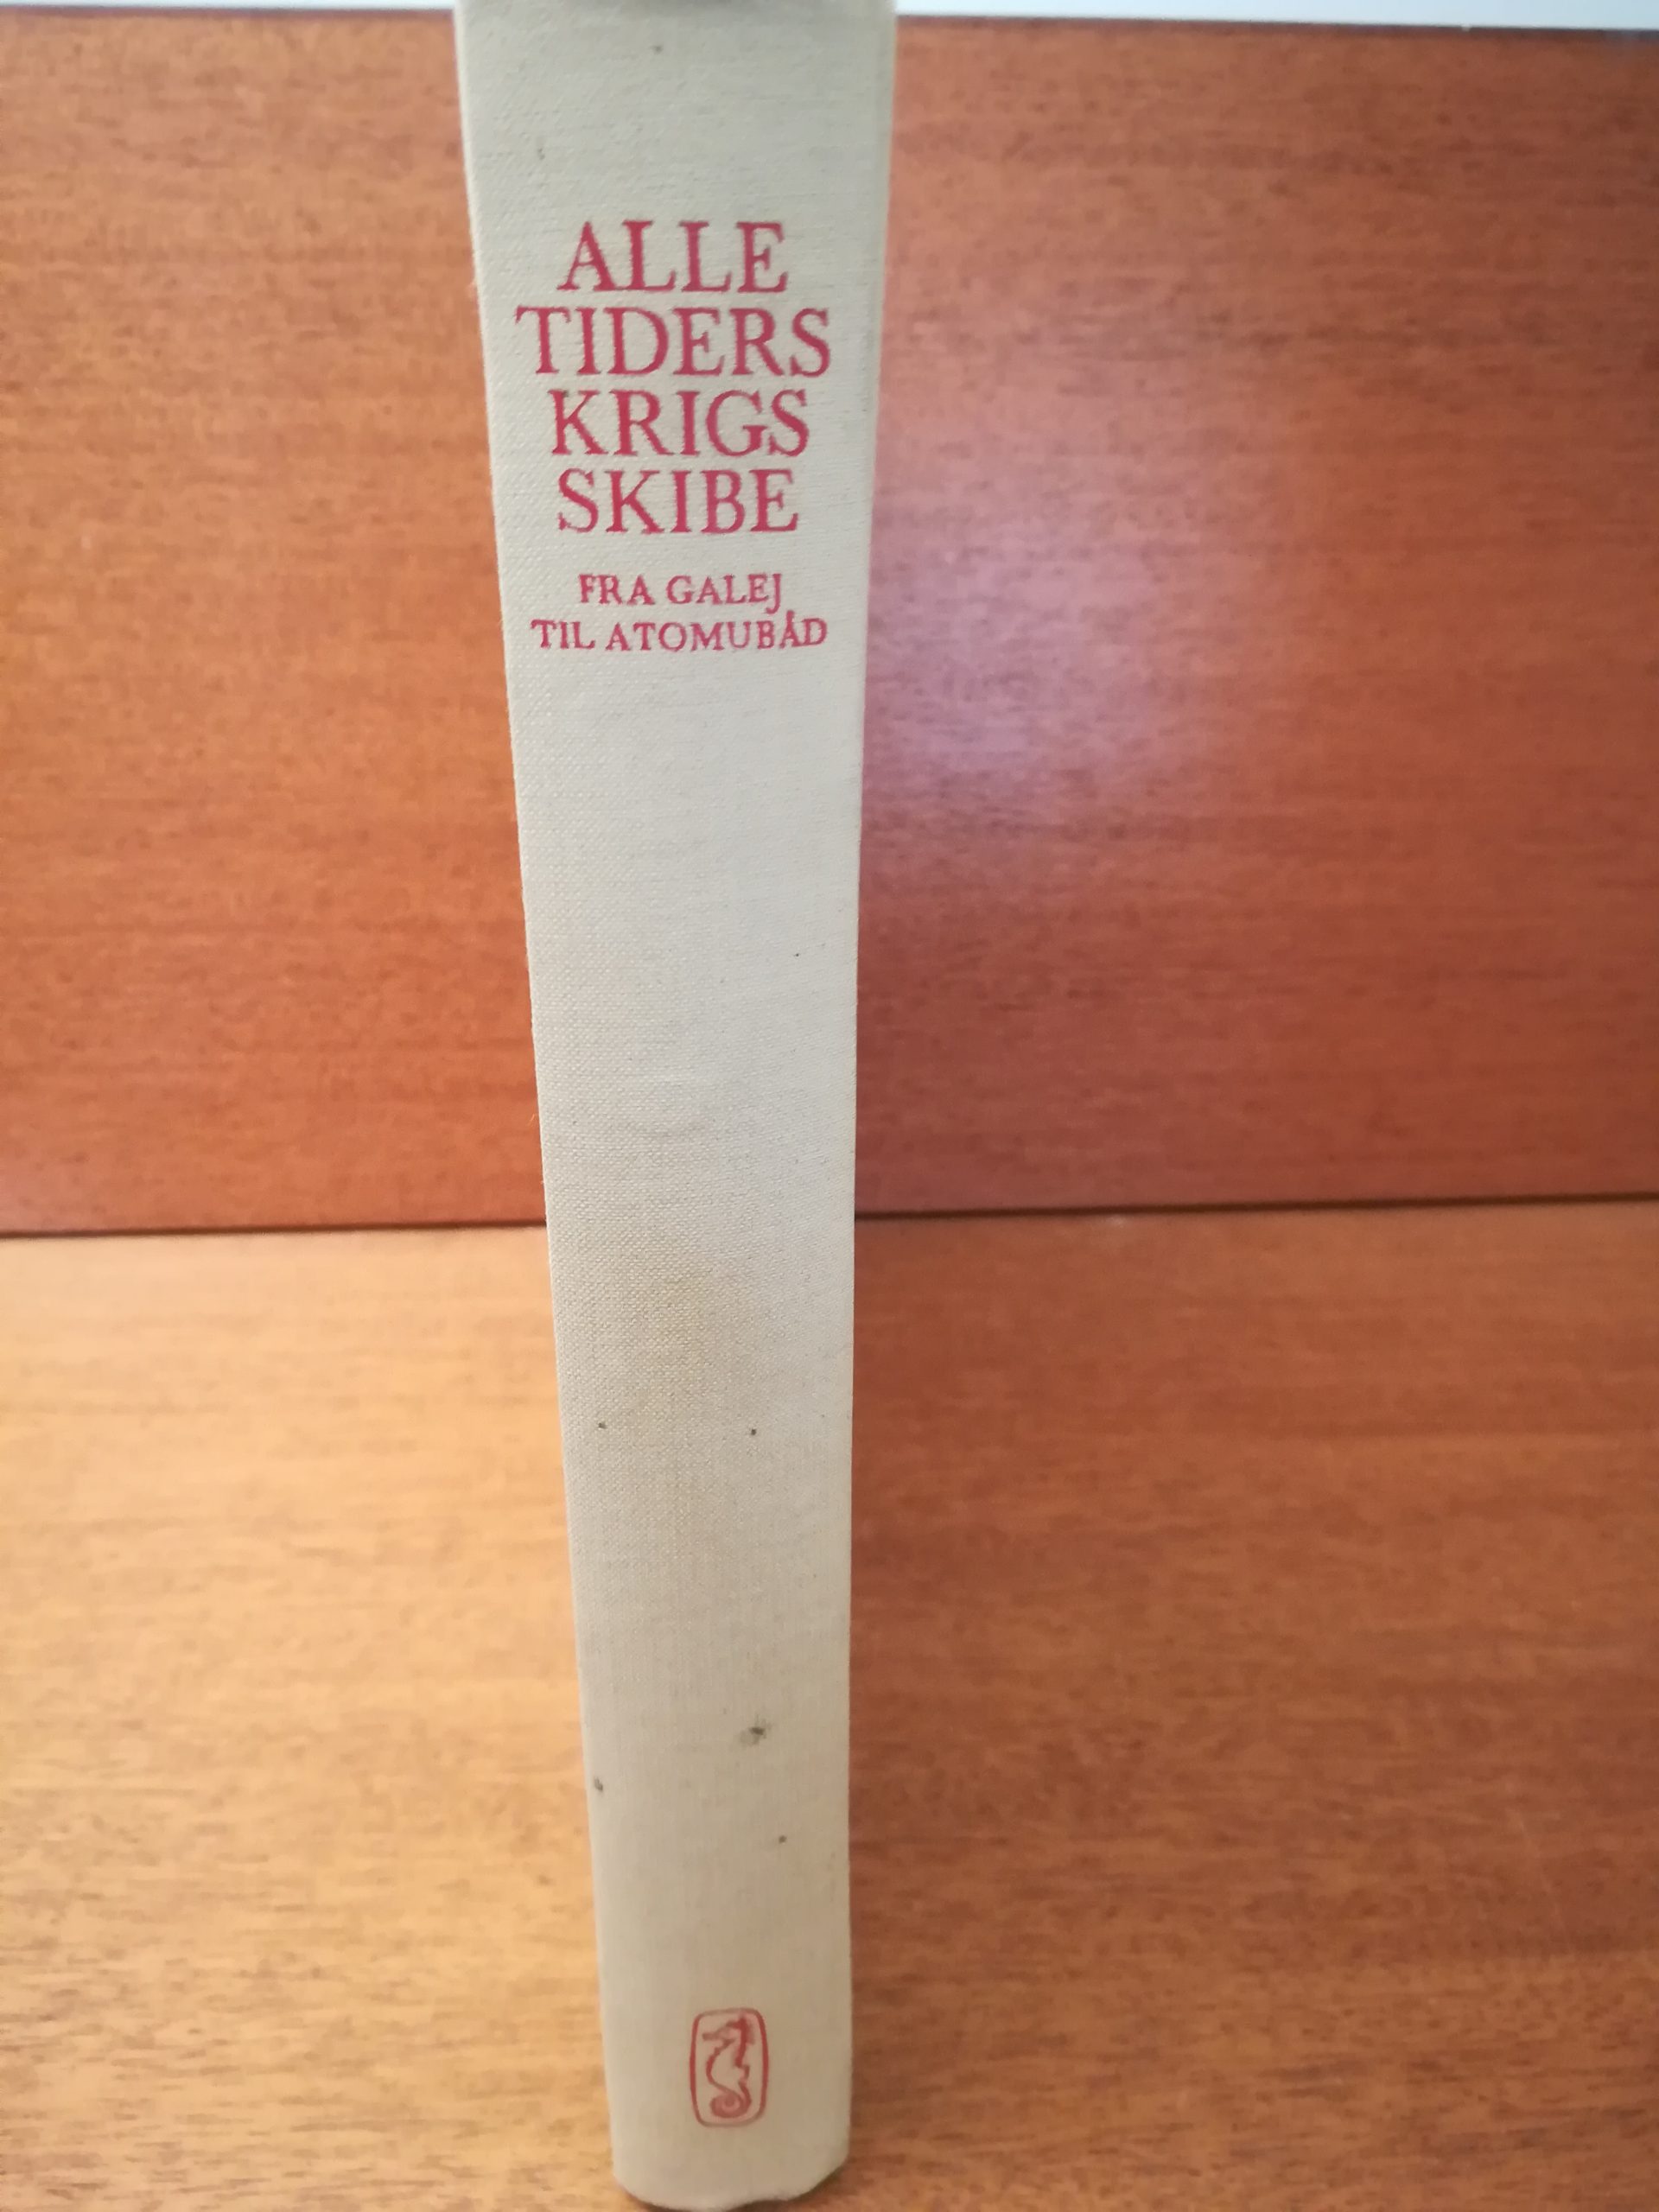 ALLE
TIDERS
KRIGS
SKIBE
FRA GALEJ
TIL ATOMUBÅD